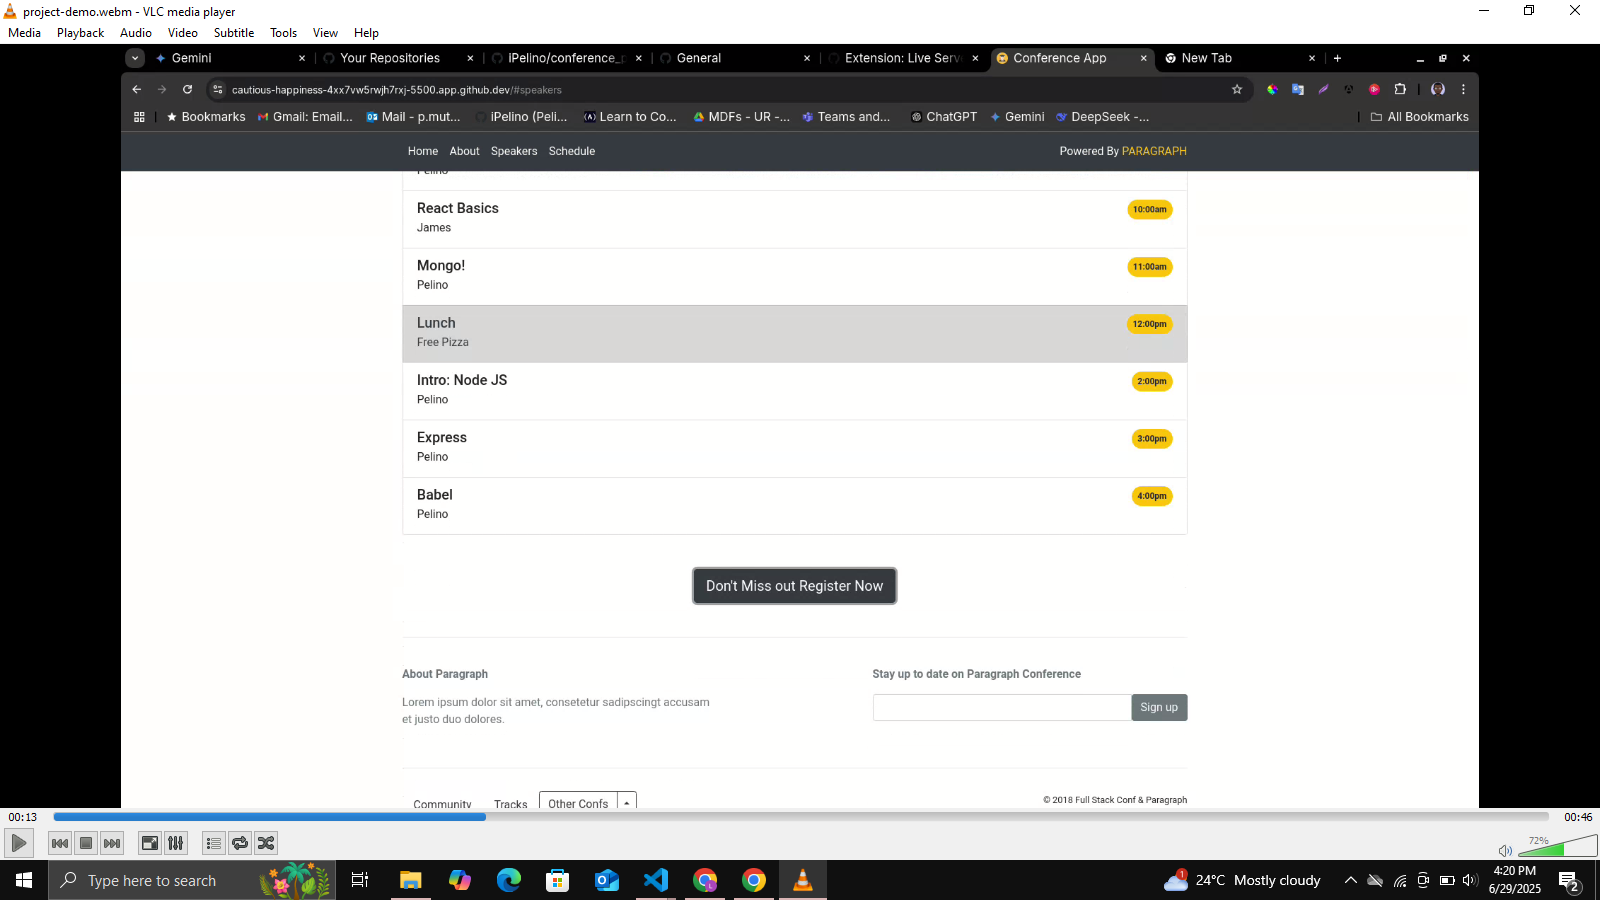 project-demo.webm - VLC media player
Media Playback Audio Video Subtitle Tools View Help
Gemini Your Repositories iPelino/conference_p General Extension: Live Serv Conference App New Tab
cautious-happiness-4xx7vw5rwjh7rxj-5500.app.github.dev/#speakers
Bookmarks Gmail: Email... Mail - p.mut... iPelino (Peli... Learn to Co... MDFs - UR -... Teams and... ChatGPT Gemini DeepSeek -... All Bookmarks
Home About Speakers Schedule Powered By PARAGRAPH
Pelino
React Basics 10:00am
James
Mongo! 11:00am
Pelino
Lunch 12:00pm
Free Pizza
Intro: Node JS 2:00pm
Pelino
Express 3:00pm
Pelino
Babel 4:00pm
Pelino
Don't Miss out Register Now
About Paragraph
Lorem ipsum dolor sit amet, consetetur sadipscingt accusam
et justo duo dolores.
Stay up to date on Paragraph Conference
Sign up
Community Tracks Other Confs
© 2018 Full Stack Conf & Paragraph
00:13 00:46
72%
Type here to search
1
24°C Mostly cloudy
4:20 PM
6/29/2025
2